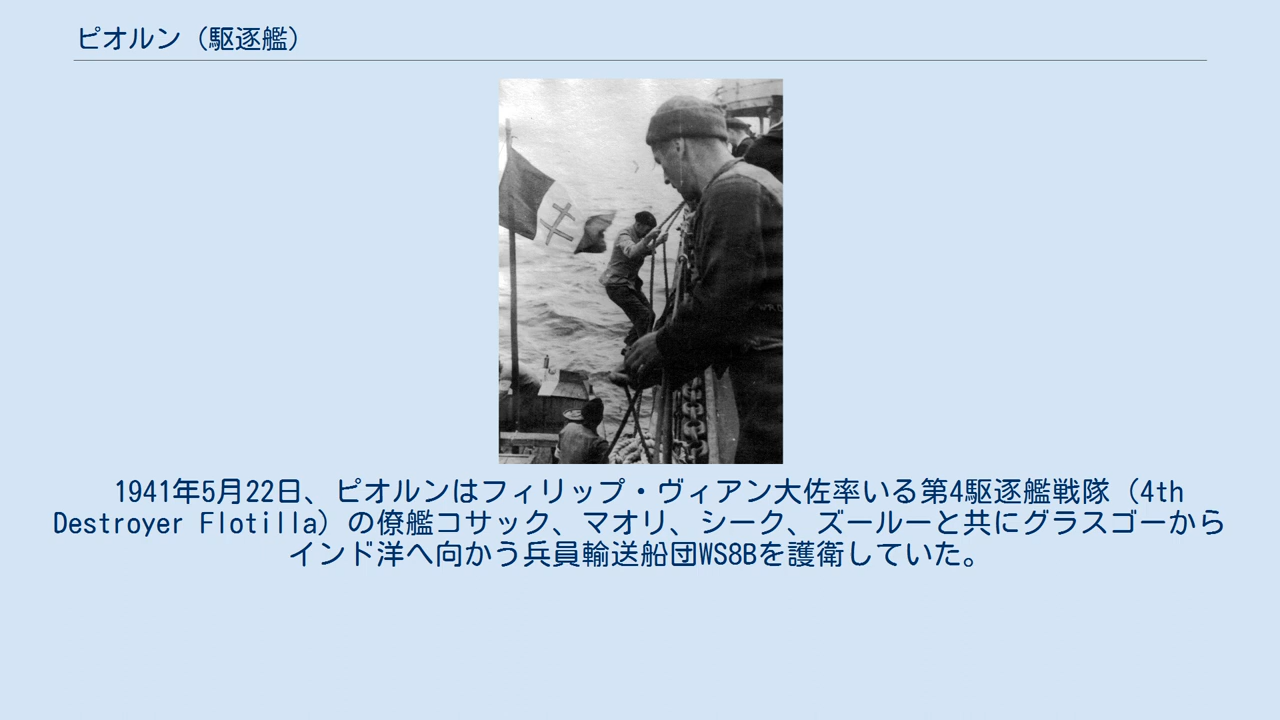 ピオルン（駆逐艦）
1941年5月22日、ピオルンはフィリップ・ヴィアン大佐率いる第4駆逐艦戦隊（4th
Destroyer Flotilla）の僚艦コサック、マオリ、シーク、ズールーと共にグラスゴーから
インド洋へ向かう兵員輸送船団WS8Bを護衛していた。